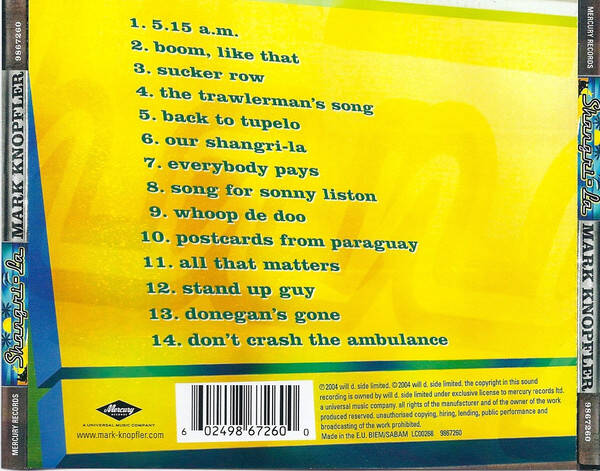 MERCURY RECORDS
9867260
MARK KNOPFLER
Shangri-La
MERCURY RECORDS
1. 5.15 a.m.
2. boom, like that
3. sucker row
4. the trawlerman's song
5. back to tupelo
6. our shangri-la
7. everybody pays
8. song for sonny liston
9. whoop de doo
10. postcards from paraguay
11. all that matters
12. stand up guy
13. donegan's gone
14. don't crash the ambulance
Mercury
RECORDS
A UNIVERSAL MUSIC COMPANY
www.mark-knopfler.com
6 02498 67260 0
℗2004 will d. side limited. ©2004 will d. side limited. the copyright in this sound
recording is owned by will d. side limited under exclusive license to mercury records ltd.
a universal music company. all rights of the manufacturer and of the owner of the work
produced reserved. unauthorised copying, hiring, lending, public performance and
broadcasting of the work prohibited.
Made in the E.U. BIEM/SABAM LC00268 9867260
MERCURY RECORDS
Shangri-La
MARK KNOPFLER
9867260